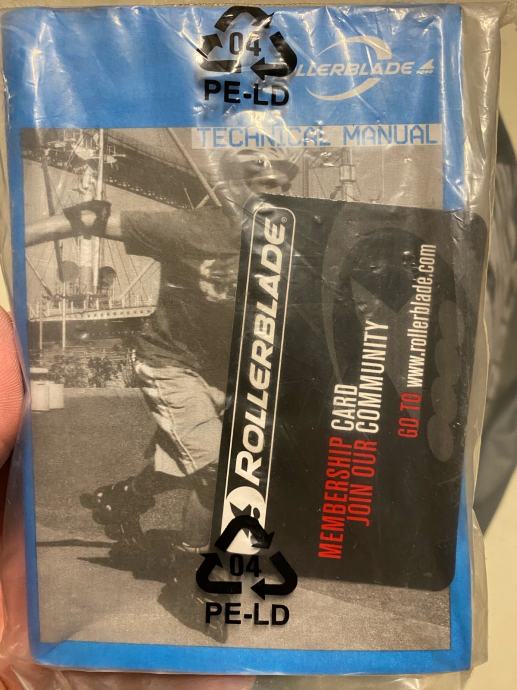 04
PE-LD
ROLLERBLADE
TECHNICAL MANUAL
ROLLERBLADE®
MEMBERSHIP CARD
JOIN OUR COMMUNITY
GO TO www.rollerblade.com
04
PE-LD